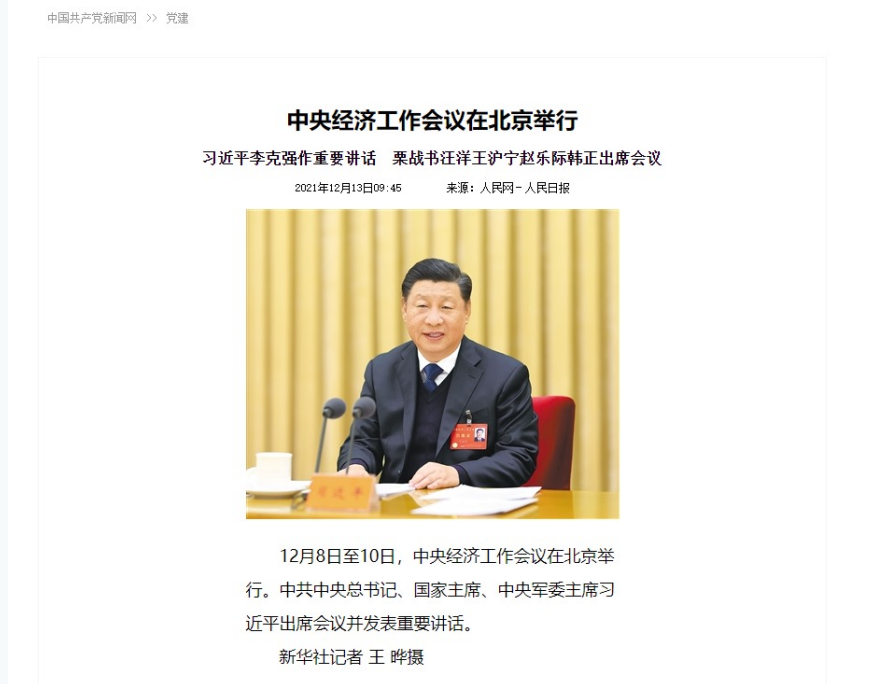 中国共产党新闻网 >> 党建
中央经济工作会议在北京举行
习近平李克强作重要讲话 栗战书汪洋王沪宁赵乐际韩正出席会议
2021年12月13日09:45 来源：人民网－人民日报
习近平
12月8日至10日，中央经济工作会议在北京举
行。中共中央总书记、国家主席、中央军委主席习
近平出席会议并发表重要讲话。
新华社记者 王 晔摄